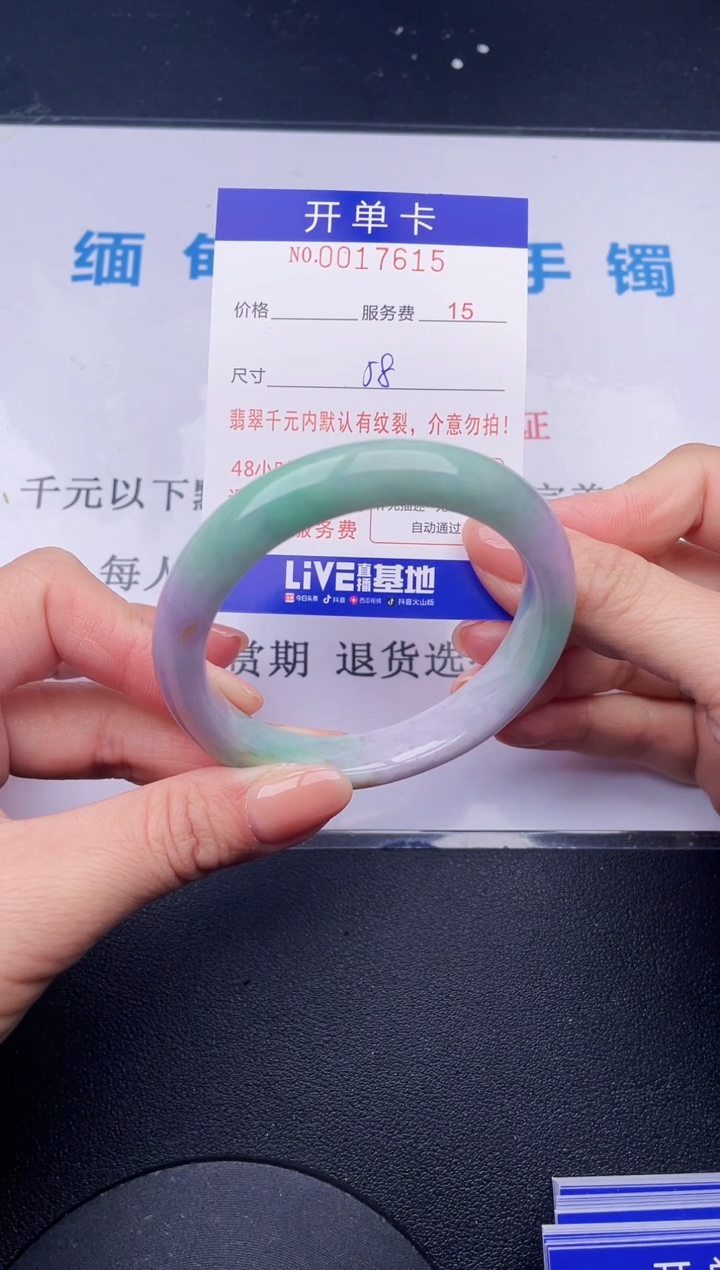 开单卡
缅甸 手镯
NO.0017615
价格 服务费 15
尺寸 58
翡翠千元内默认有纹裂，介意勿拍！
证
48小
千元以下
服务费
自动通过
每人
LiVE直播基地
今日头条 抖音 西瓜视频 抖音火山版
赏期 退货选
开单